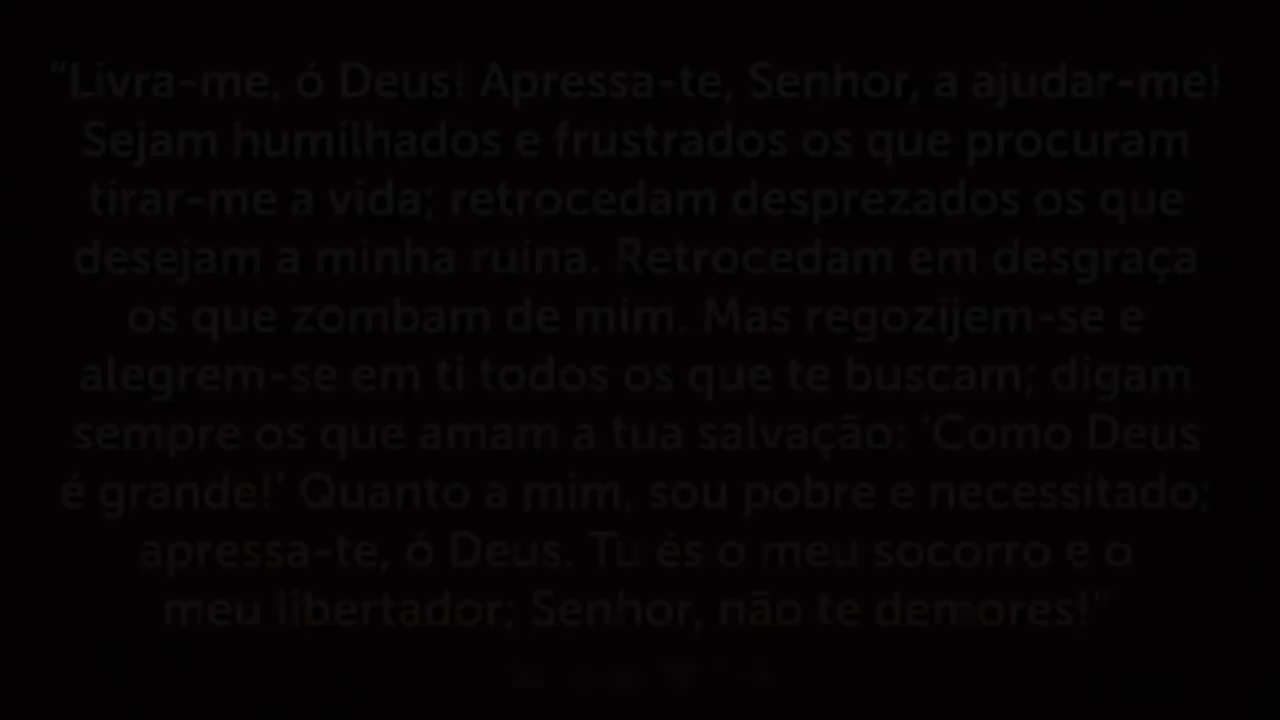 “Livra-me, ó Deus! Apressa-te, Senhor, a ajudar-me!
Sejam humilhados e frustrados os que procuram
tirar-me a vida; retrocedam desprezados os que
desejam a minha ruína. Retrocedam em desgraça
os que zombam de mim. Mas regozijem-se e
alegrem-se em ti todos os que te buscam; digam
sempre os que amam a tua salvação: ‘Como Deus
é grande!’ Quanto a mim, sou pobre e necessitado;
apressa-te, ó Deus. Tu és o meu socorro e o
meu libertador; Senhor, não te demores!”